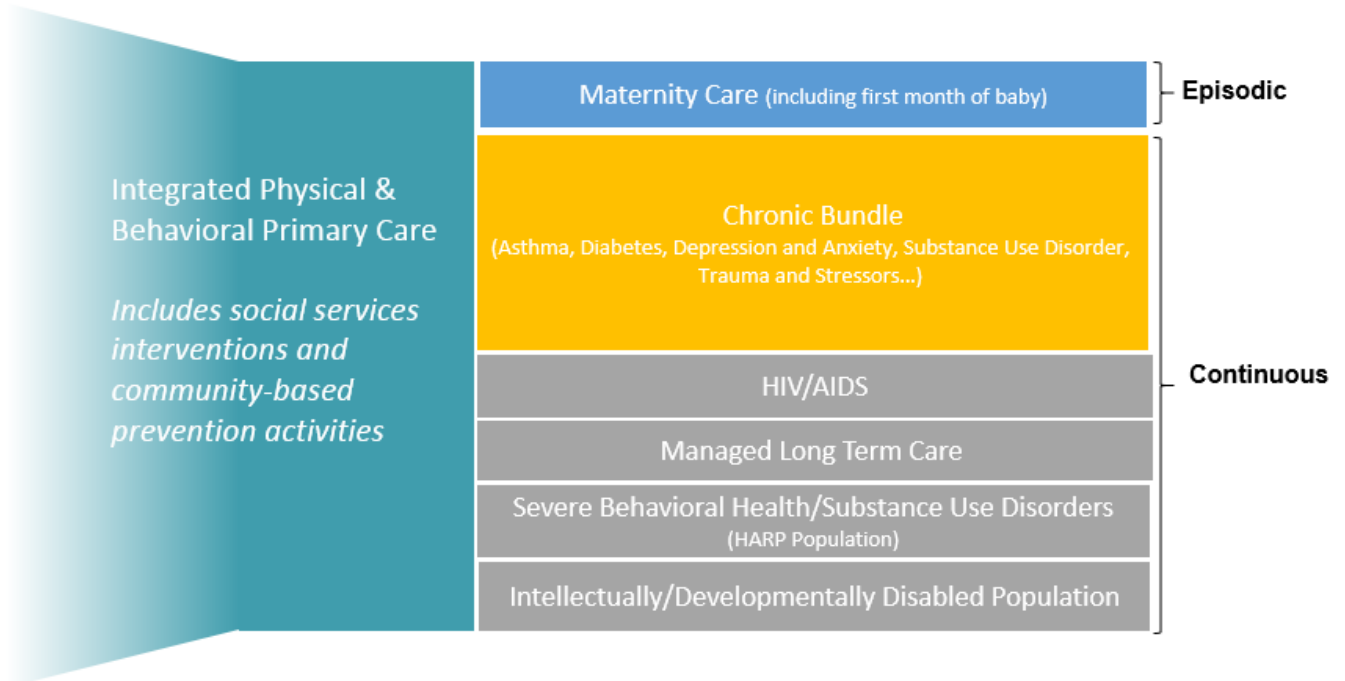 Integrated Physical &
Behavioral Primary Care
Includes social services
interventions and
community-based
prevention activities
Maternity Care (including first month of baby)
Episodic
Chronic Bundle
(Asthma, Diabetes, Depression and Anxiety, Substance Use Disorder,
Trauma and Stressors...)
HIV/AIDS
Managed Long Term Care
Severe Behavioral Health/Substance Use Disorders
(HARP Population)
Intellectually/Developmentally Disabled Population
Continuous